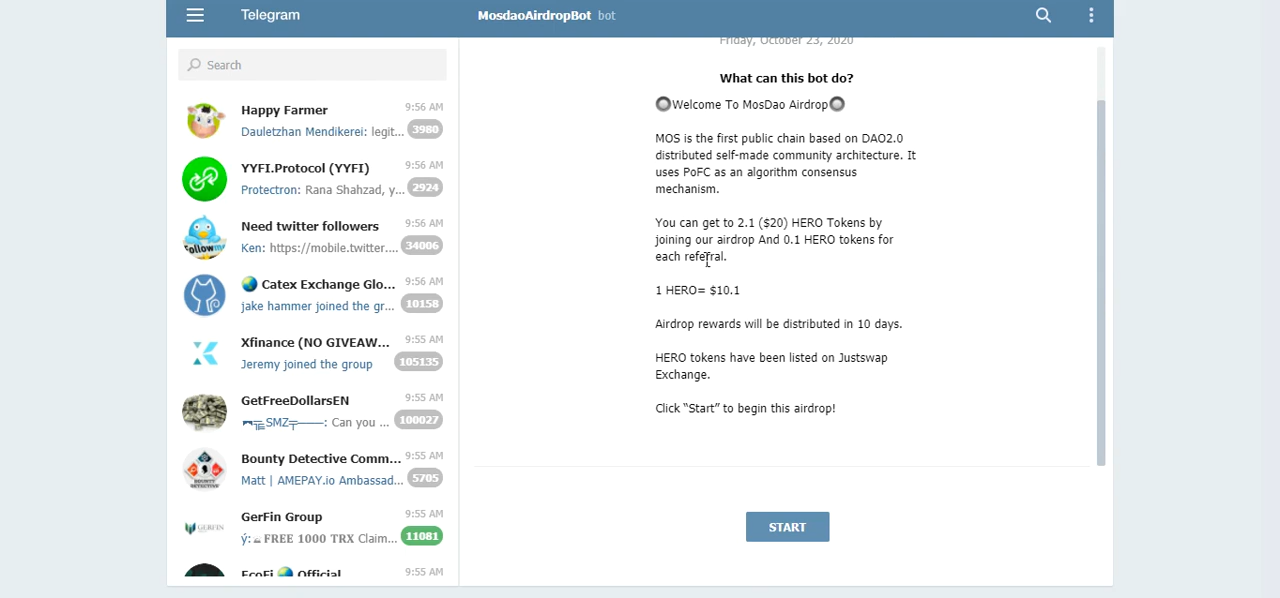 Telegram
MosdaoAirdropBot bot
Search
Happy Farmer 9:56 AM
Dauletzhan Mendikerei: legit... 3980
YYFI.Protocol (YYFI) 9:56 AM
Protectron: Rana Shahzad, y... 2924
Need twitter followers 9:56 AM
Ken: https://mobile.twitter.... 34006
Catex Exchange Glo... 9:56 AM
jake hammer joined the gr... 10158
Xfinance (NO GIVEAW... 9:55 AM
Jeremy joined the group 105135
GetFreeDollarsEN 9:55 AM
SMZ: Can you ... 100027
Bounty Detective Comm... 9:55 AM
Matt | AMEPAY.io Ambassad... 5705
GerFin Group 9:55 AM
ý: FREE 1000 TRX Claim... 11081
EcoFi 🌏 Official 9:55 AM
Friday, October 23, 2020
What can this bot do?
🔘Welcome To MosDao Airdrop🔘
MOS is the first public chain based on DAO2.0
distributed self-made community architecture. It
uses PoFC as an algorithm consensus
mechanism.
You can get to 2.1 ($20) HERO Tokens by
joining our airdrop And 0.1 HERO tokens for
each referral.
1 HERO= $10.1
Airdrop rewards will be distributed in 10 days.
HERO tokens have been listed on Justswap
Exchange.
Click “Start” to begin this airdrop!
START